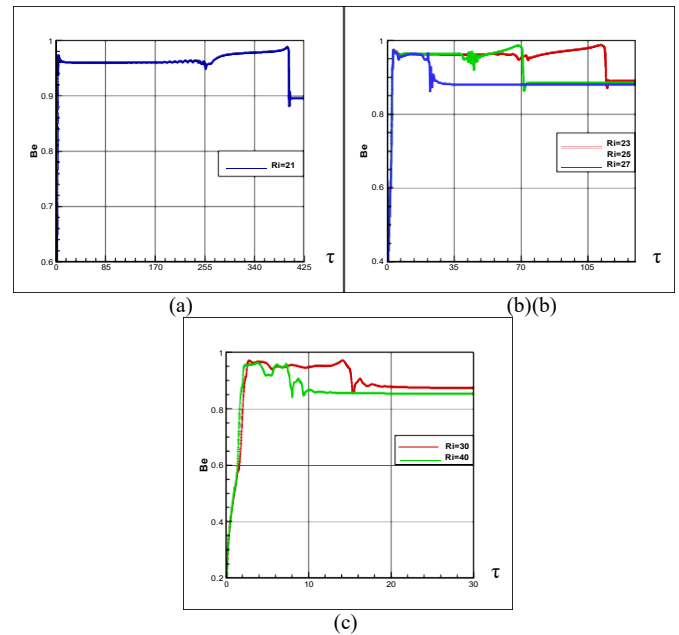 1
0.9
Be
0.8
0.7
0.6
Ri=21
0 85 170 255 340 425
τ
(a)
1
0.9
0.8
Be
0.6
0.4
Ri=23
Ri=25
Ri=27
0 35 70 105
τ
(b)(b)
1
0.8
Be
0.6
0.4
0.2
Ri=30
Ri=40
0 10 20 30
τ
(c)